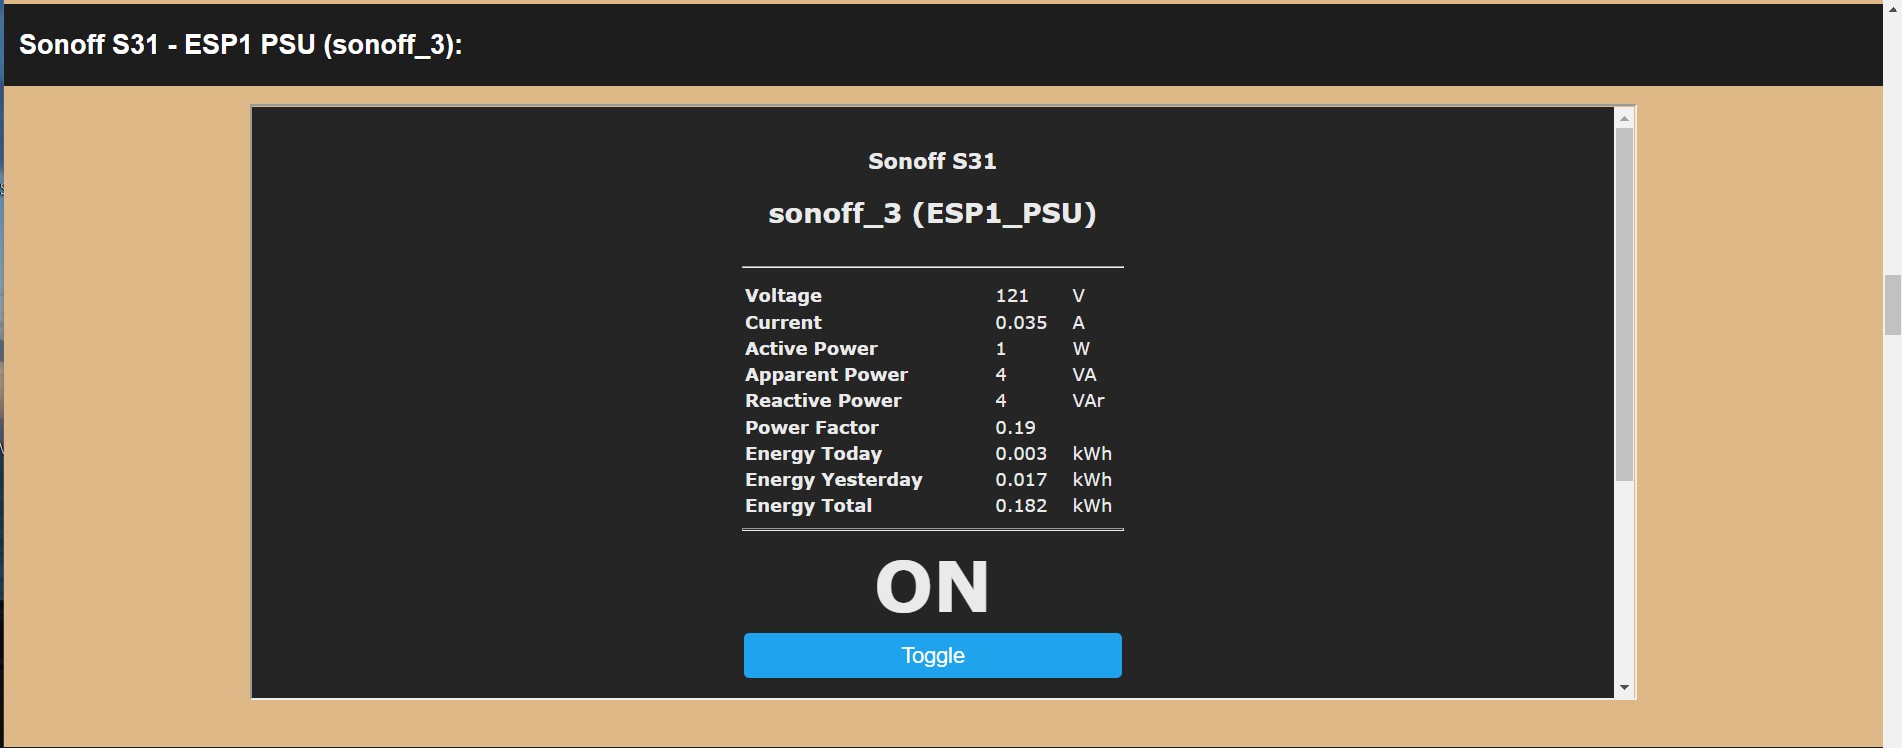 Sonoff S31 - ESP1 PSU (sonoff_3):
Sonoff S31
sonoff_3 (ESP1_PSU)
Voltage 121 V
Current 0.035 A
Active Power 1 W
Apparent Power 4 VA
Reactive Power 4 VAr
Power Factor 0.19
Energy Today 0.003 kWh
Energy Yesterday 0.017 kWh
Energy Total 0.182 kWh
ON
Toggle